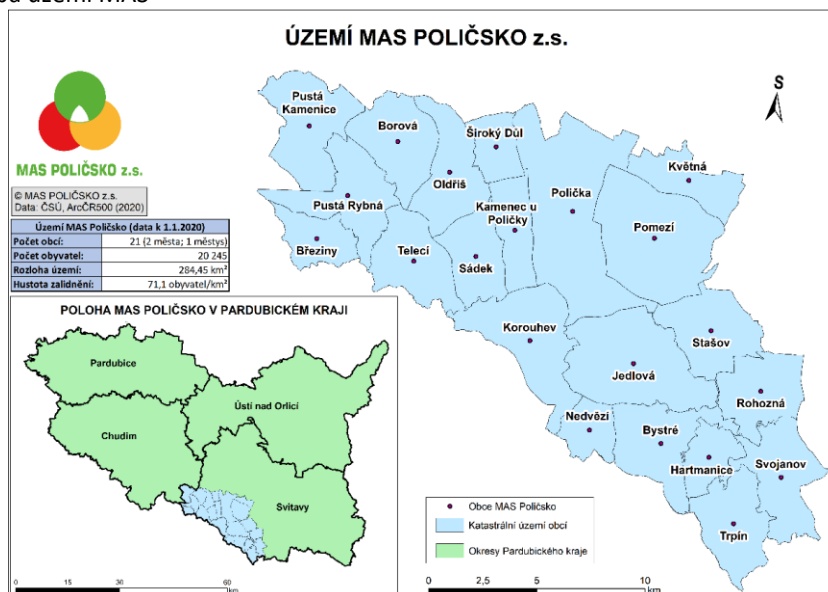 území MAS
ÚZEMÍ MAS POLIČSKO z.s.
MAS POLIČSKO z.s.
© MAS POLIČSKO z.s.
Data: ČSÚ, ArcČR500 (2020)
Území MAS Poličsko (data k 1.1.2020)
Počet obcí: 21 (2 města; 1 městys)
Počet obyvatel: 20 245
Rozloha území: 284,45 km²
Hustota zalidnění: 71,1 obyvatel/km²
S
Pustá
Kamenice
Borová
Široký Důl
Oldřiš
Květná
Pustá Rybná
Kamenec u
Poličky
Polička
Pomezí
Březiny
Telecí
Sádek
Korouhev
Stašov
Jedlová
Rohozná
Nedvězí
Bystré
Hartmanice
Svojanov
Trpín
POLOHA MAS POLIČSKO V PARDUBICKÉM KRAJI
Pardubice
Ústí nad Orlicí
Chudim
Svitavy
0 15 30 60
km
Obce MAS Poličsko
Katastrální území obcí
Okresy Pardubického kraje
0 2,5 5 10
km